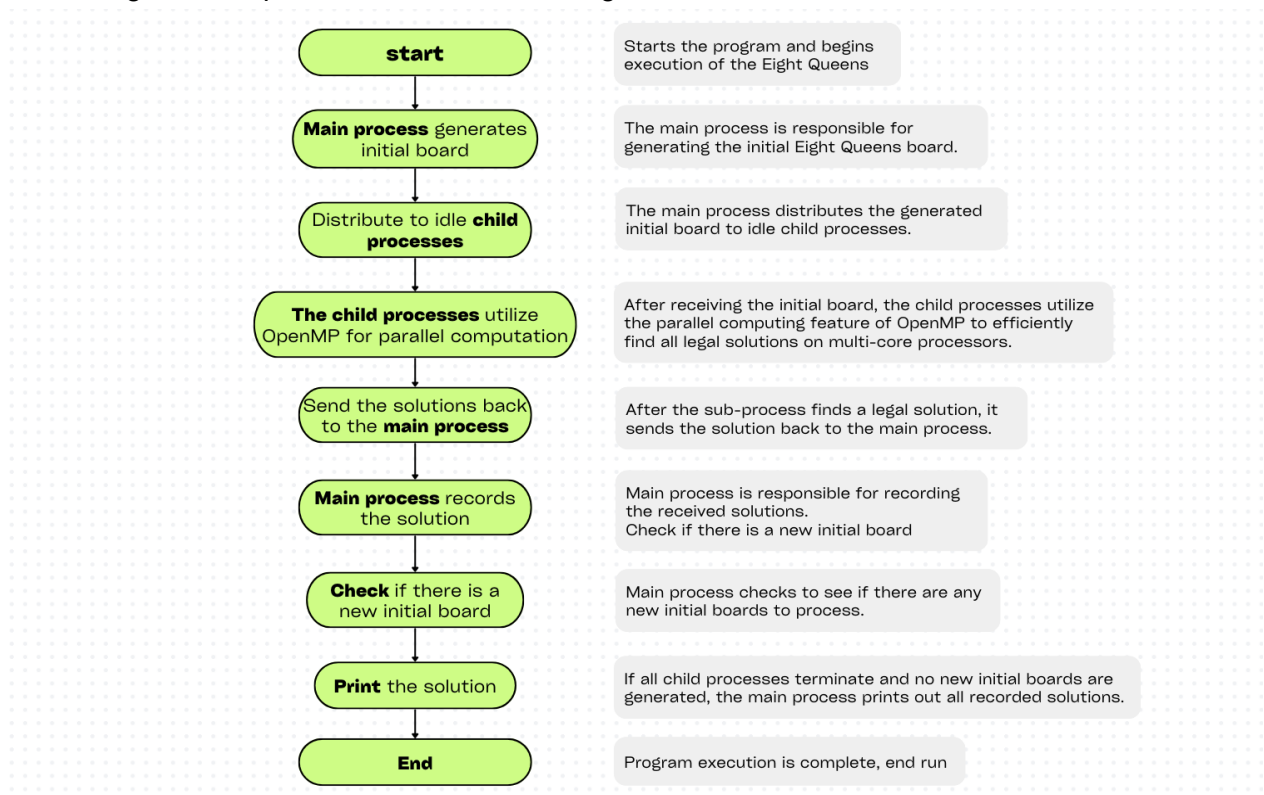 start
Starts the program and begins
execution of the Eight Queens
Main process generates
initial board
The main process is responsible for
generating the initial Eight Queens board.
Distribute to idle child
processes
The main process distributes the generated
initial board to idle child processes.
The child processes utilize
OpenMP for parallel computation
After receiving the initial board, the child processes utilize
the parallel computing feature of OpenMP to efficiently
find all legal solutions on multi-core processors.
Send the solutions back
to the main process
After the sub-process finds a legal solution, it
sends the solution back to the main process.
Main process records
the solution
Main process is responsible for recording
the received solutions.
Check if there is a new initial board
Check if there is a
new initial board
Main process checks to see if there are any
new initial boards to process.
Print the solution
If all child processes terminate and no new initial boards are
generated, the main process prints out all recorded solutions.
End
Program execution is complete, end run